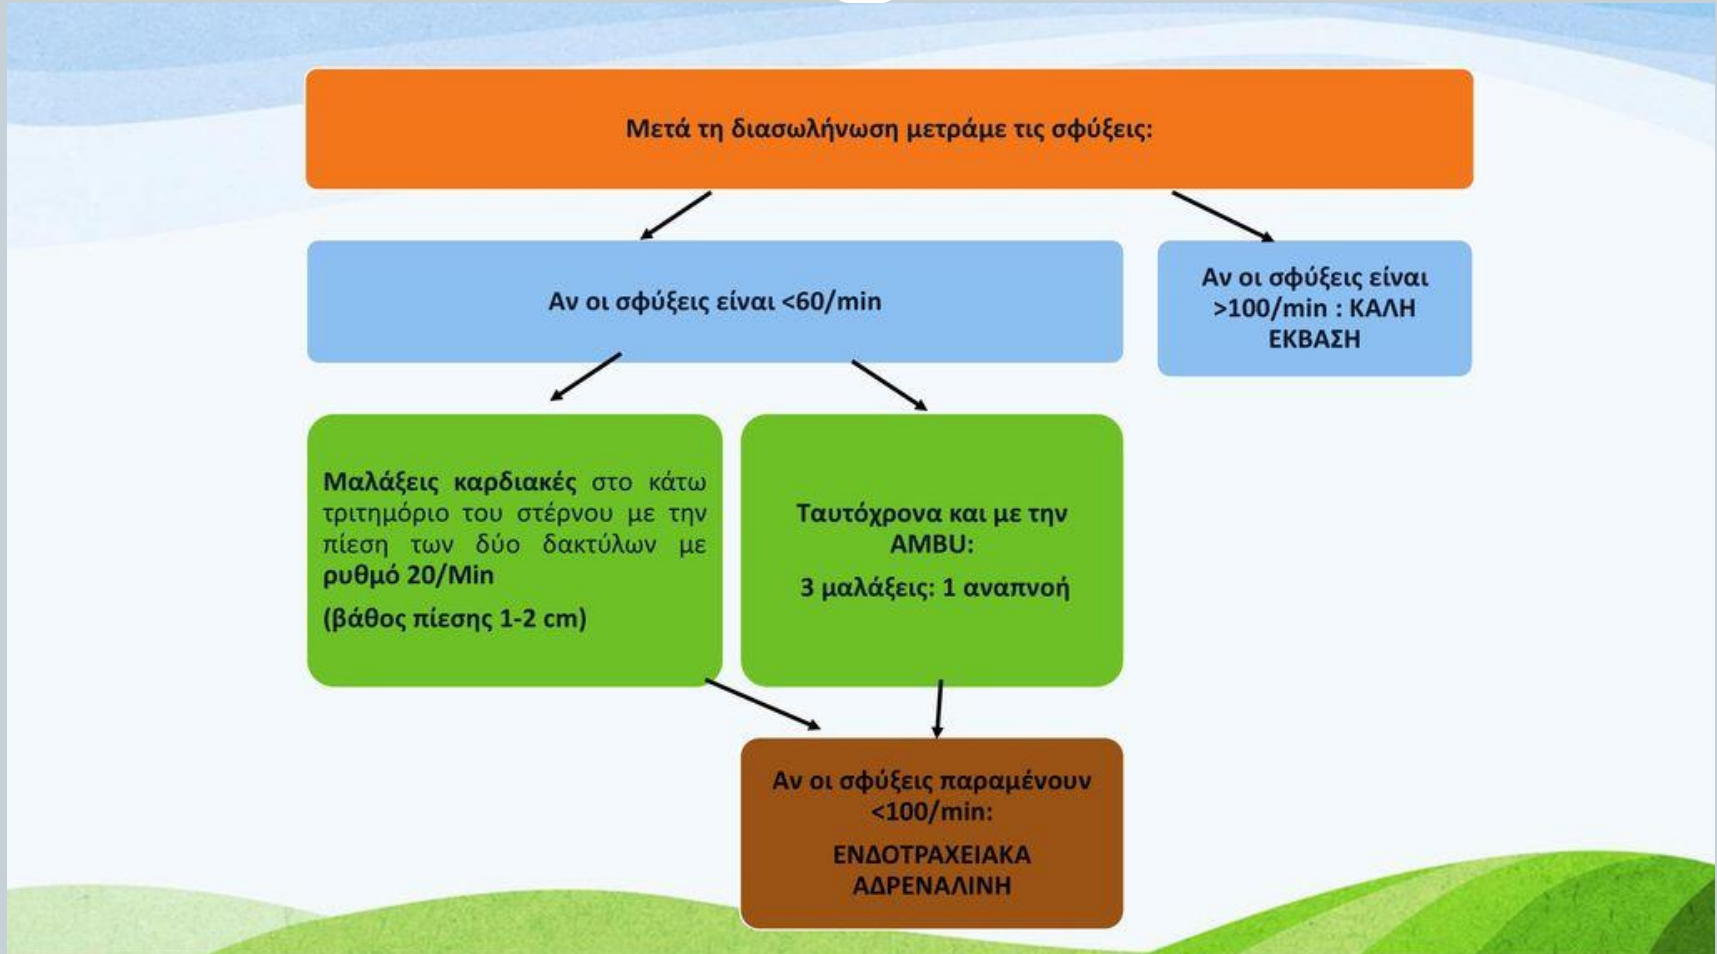 Μετά τη διασωλήνωση μετράμε τις σφύξεις:
Αν οι σφύξεις είναι <60/min
Αν οι σφύξεις είναι
>100/min : ΚΑΛΗ
ΕΚΒΑΣΗ
Μαλάξεις καρδιακές στο κάτω
τριτημόριο του στέρνου με την
πίεση των δύο δακτύλων με
ρυθμό 20/Min
(βάθος πίεσης 1-2 cm)
Ταυτόχρονα και με την
AMBU:
3 μαλάξεις: 1 αναπνοή
Αν οι σφύξεις παραμένουν
<100/min:
ΕΝΔΟΤΡΑΧΕΙΑΚΑ
ΑΔΡΕΝΑΛΙΝΗ